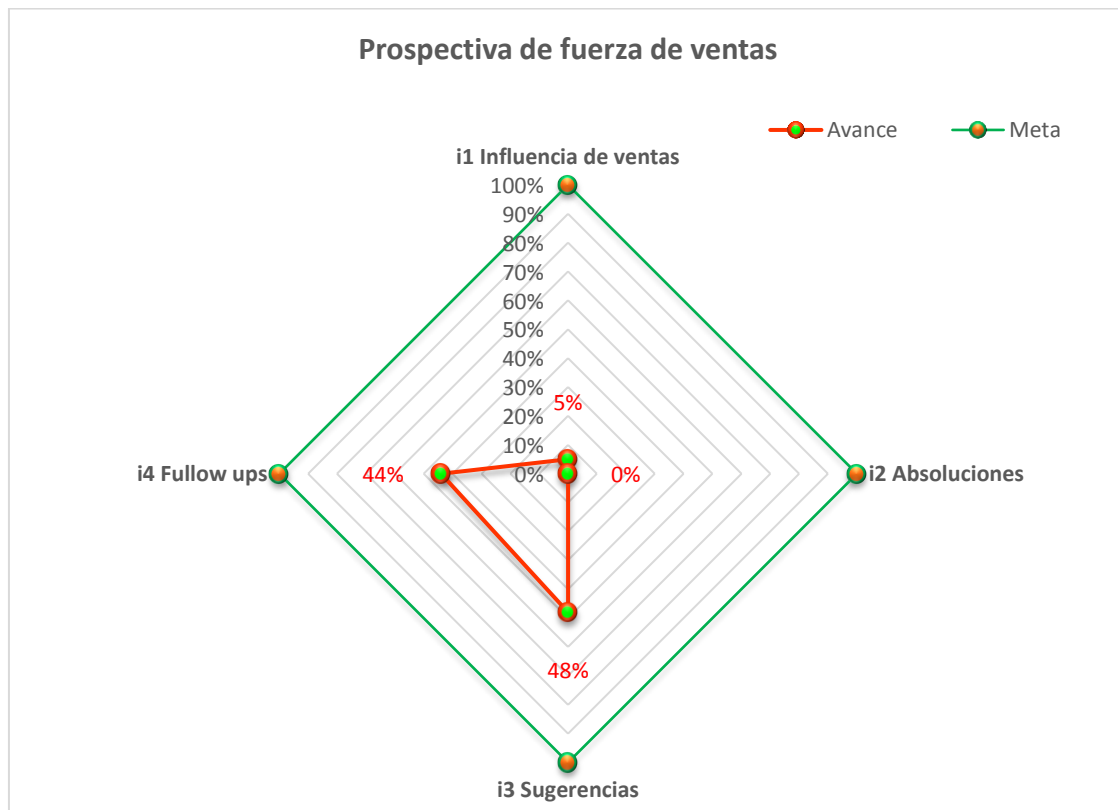 Prospectiva de fuerza de ventas
Avance Meta
i1 Influencia de ventas
100%
90%
80%
70%
60%
50%
40%
30%
5%
20%
10%
i4 Fullow ups 44% 0% 0% i2 Absoluciones
48%
i3 Sugerencias